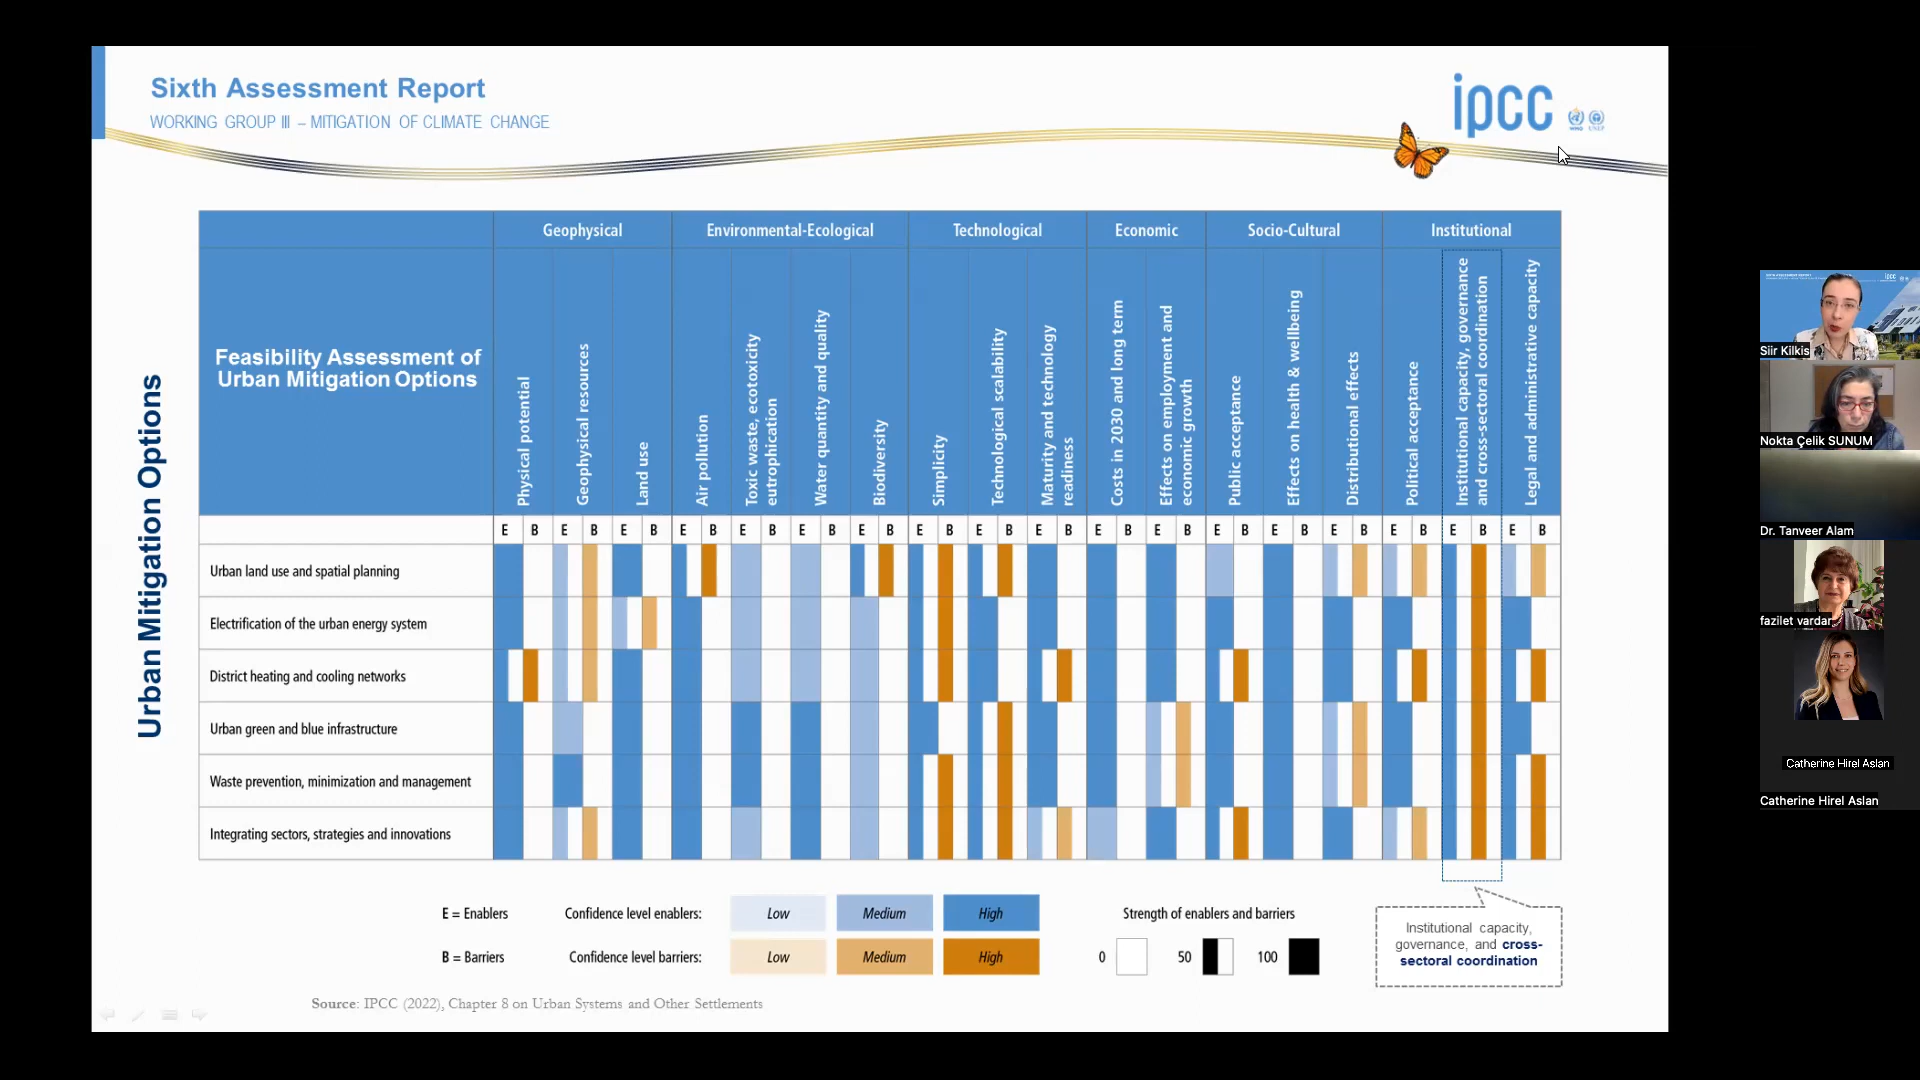 Sixth Assessment Report
WORKING GROUP III – MITIGATION OF CLIMATE CHANGE
ipcc
WMO
UNEP
Urban Mitigation Options
Feasibility Assessment of
Urban Mitigation Options
Geophysical
Environmental-Ecological
Technological
Economic
Socio-Cultural
Institutional
Physical potential
Geophysical resources
Land use
Air pollution
Toxic waste, ecotoxicity
eutrophication
Water quantity and quality
Biodiversity
Simplicity
Technological scalability
Maturity and technology
readiness
Costs in 2030 and long term
Effects on employment and
economic growth
Public acceptance
Effects on health & wellbeing
Distributional effects
Political acceptance
Institutional capacity, governance
and cross-sectoral coordination
Legal and administrative capacity
E B E B E B E B E B E B E B E B E B E B E B E B E B E B E B E B E B E B
Urban land use and spatial planning
Electrification of the urban energy system
District heating and cooling networks
Urban green and blue infrastructure
Waste prevention, minimization and management
Integrating sectors, strategies and innovations
E = Enablers
Confidence level enablers:
Low
Medium
High
Strength of enablers and barriers
B = Barriers
Confidence level barriers:
Low
Medium
High
0
50
100
Institutional capacity,
governance, and cross-
sectoral coordination
Source: IPCC (2022), Chapter 8 on Urban Systems and Other Settlements
Siir Kilkis
Nokta Çelik SUNUM
Dr. Tanveer Alam
fazilet vardar
Catherine Hirel Aslan
Catherine Hirel Aslan